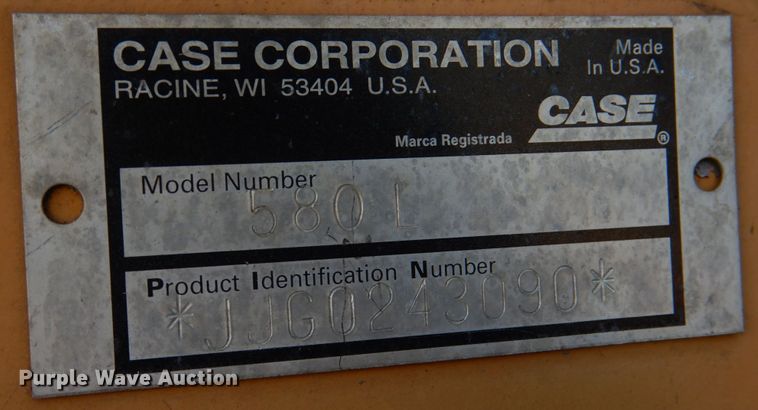 CASE CORPORATION
RACINE, WI 53404 U.S.A.
Made
In U.S.A.
CASE
Marca Registrada
®
Model Number
580L
Product Identification Number
*JJG0243090*
Purple Wave Auction